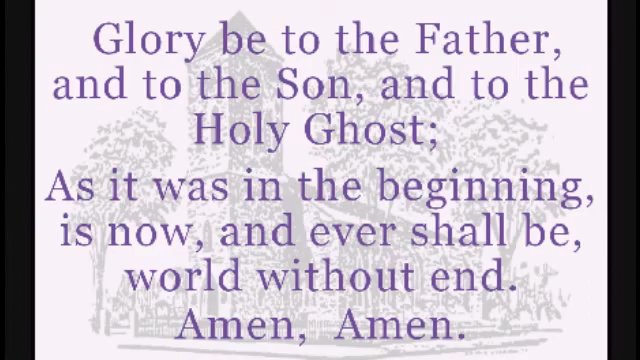 Glory be to the Father,
and to the Son, and to the
Holy Ghost;
As it was in the beginning,
is now, and ever shall be,
world without end.
Amen, Amen.